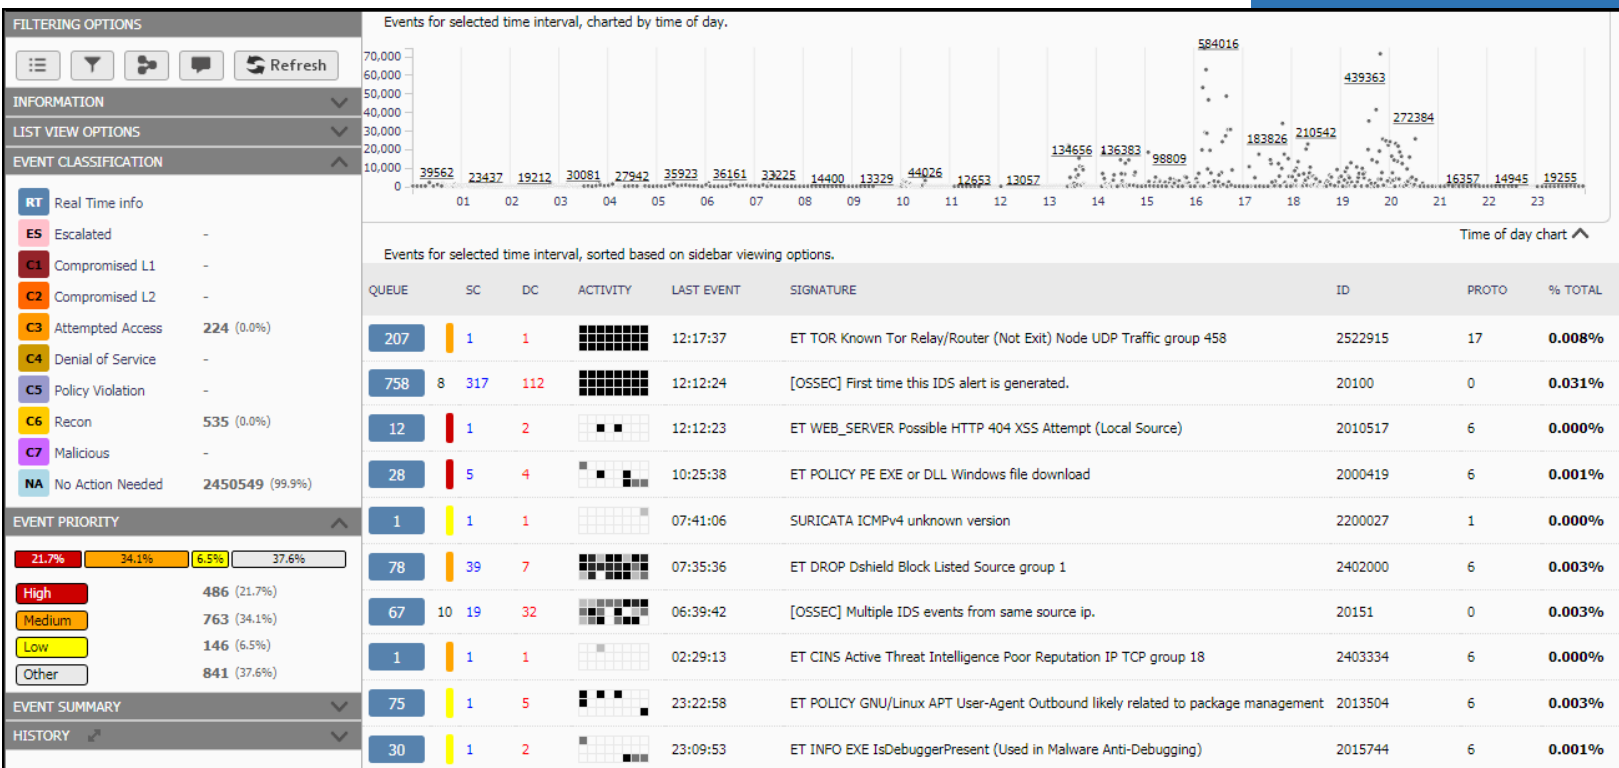 FILTERING OPTIONS
Refresh
INFORMATION
LIST VIEW OPTIONS
EVENT CLASSIFICATION
RT Real Time info
ES Escalated -
C1 Compromised L1 -
C2 Compromised L2 -
C3 Attempted Access 224 (0.0%)
C4 Denial of Service -
C5 Policy Violation -
C6 Recon 535 (0.0%)
C7 Malicious -
NA No Action Needed 2450549 (99.9%)
EVENT PRIORITY
21.7% 34.1% 6.5% 37.6%
High 486 (21.7%)
Medium 763 (34.1%)
Low 146 (6.5%)
Other 841 (37.6%)
EVENT SUMMARY
HISTORY
Events for selected time interval, charted by time of day.
70,000
60,000
50,000
40,000
30,000
20,000
10,000
0
39562 23437 19212 30081 27942 35923 36161 33225 14400 13329 44026 12653 13057 134656 136383 98809 584016 183826 210542 439363 272384 16357 14945 19255
01 02 03 04 05 06 07 08 09 10 11 12 13 14 15 16 17 18 19 20 21 22 23
Time of day chart
Events for selected time interval, sorted based on sidebar viewing options.
QUEUE SC DC ACTIVITY LAST EVENT SIGNATURE ID PROTO % TOTAL
207 1 1 12:17:37 ET TOR Known Tor Relay/Router (Not Exit) Node UDP Traffic group 458 2522915 17 0.008%
758 8 317 112 12:12:24 [OSSEC] First time this IDS alert is generated. 20100 0 0.031%
12 1 2 12:12:23 ET WEB_SERVER Possible HTTP 404 XSS Attempt (Local Source) 2010517 6 0.000%
28 5 4 10:25:38 ET POLICY PE EXE or DLL Windows file download 2000419 6 0.001%
1 1 1 07:41:06 SURICATA ICMPv4 unknown version 2200027 1 0.000%
78 39 7 07:35:36 ET DROP Dshield Block Listed Source group 1 2402000 6 0.003%
67 10 19 32 06:39:42 [OSSEC] Multiple IDS events from same source ip. 20151 0 0.003%
1 1 1 02:29:13 ET CINS Active Threat Intelligence Poor Reputation IP TCP group 18 2403334 6 0.000%
75 1 5 23:22:58 ET POLICY GNU/Linux APT User-Agent Outbound likely related to package management 2013504 6 0.003%
30 1 2 23:09:53 ET INFO EXE IsDebuggerPresent (Used in Malware Anti-Debugging) 2015744 6 0.001%